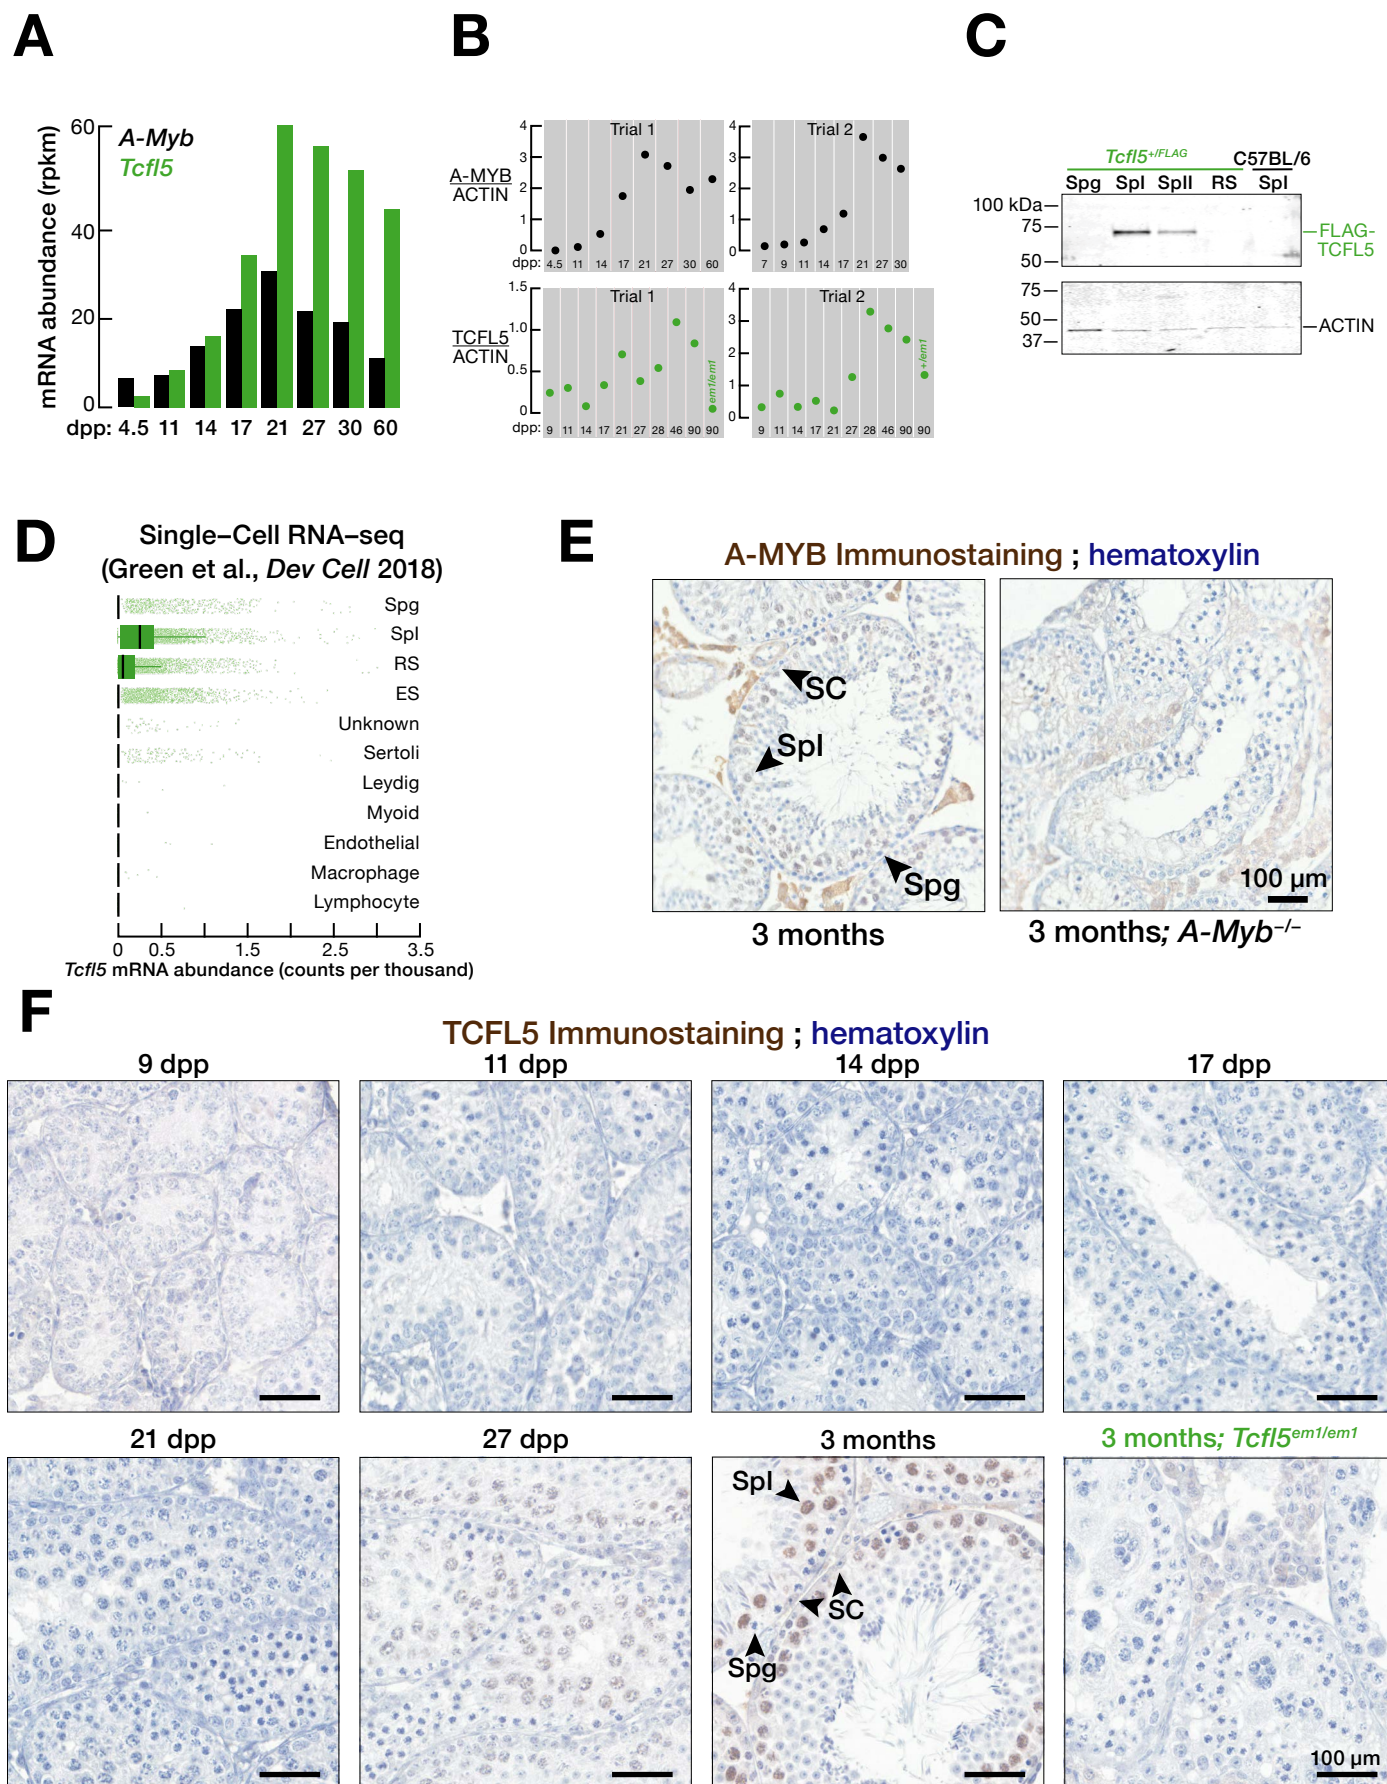 A
B
C
mRNA abundance (rpkm)
60
40
20
0
A-Myb
Tcfl5
dpp: 4.5 11 14 17 21 27 30 60
A-MYB
ACTIN
4
3
2
1
0
Trial 1
dpp: 4.5 11 14 17 21 27 30 60
4
3
2
1
0
Trial 2
7 9 11 14 17 21 27 30
TCFL5
ACTIN
1.5
1.0
0.5
0
Trial 1
em1/em1
dpp: 9 11 14 17 21 27 28 46 90 90
4
3
2
1
0
Trial 2
+/em1
9 11 14 17 21 27 28 46 90 90
Tcfl5+/FLAG C57BL/6
Spg SpI SpII RS SpI
100 kDa
75
50
FLAG-
TCFL5
75
50
37
ACTIN
D
Single–Cell RNA–seq
(Green et al., Dev Cell 2018)
Spg
SpI
RS
ES
Unknown
Sertoli
Leydig
Myoid
Endothelial
Macrophage
Lymphocyte
0 0.5 1.5 2.5 3.5
Tcfl5 mRNA abundance (counts per thousand)
E
A-MYB Immunostaining ; hematoxylin
SC
SpI
Spg
100 µm
3 months
3 months; A-Myb–/–
F
TCFL5 Immunostaining ; hematoxylin
9 dpp 11 dpp 14 dpp 17 dpp
21 dpp 27 dpp 3 months 3 months; Tcfl5em1/em1
SpI
SC
Spg
100 µm